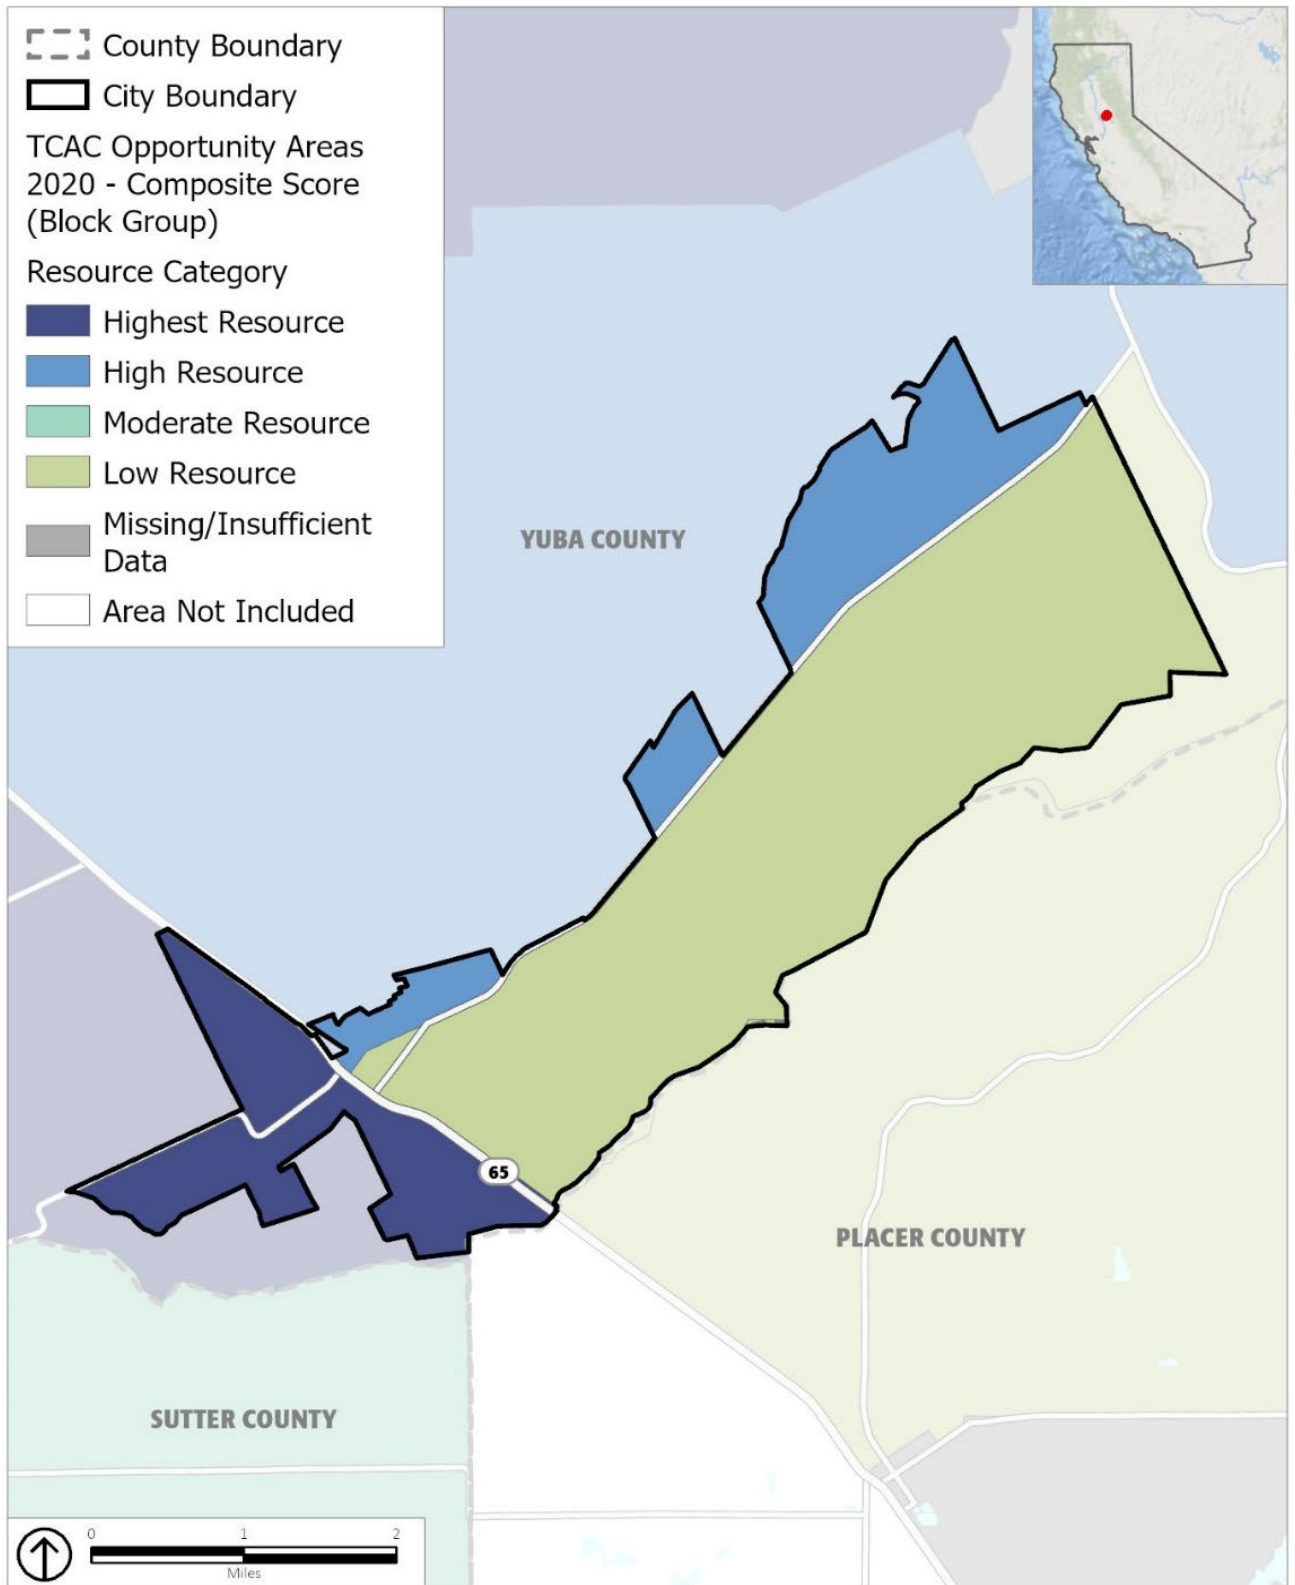 County Boundary
City Boundary
TCAC Opportunity Areas
2020 - Composite Score
(Block Group)
Resource Category
Highest Resource
High Resource
Moderate Resource
Low Resource
Missing/Insufficient
Data
Area Not Included
YUBA COUNTY
65
PLACER COUNTY
SUTTER COUNTY
0 1 2
Miles